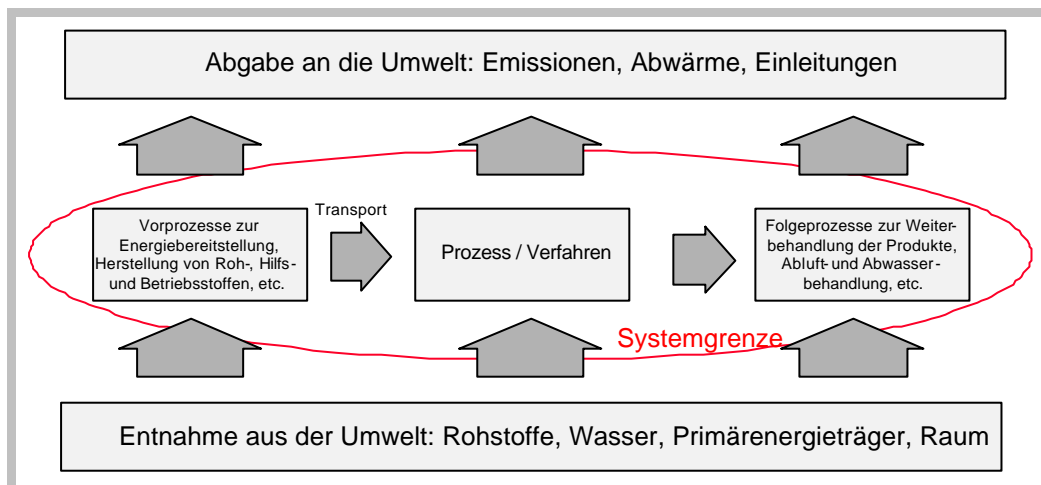 Abgabe an die Umwelt: Emissionen, Abwärme, Einleitungen
Vorprozesse zur
Energiebereitstellung,
Herstellung von Roh-, Hilfs-
und Betriebsstoffen, etc.
Transport
Prozess / Verfahren
Folgeprozesse zur Weiter-
behandlung der Produkte,
Abluft- und Abwasser-
behandlung, etc.
Systemgrenze
Entnahme aus der Umwelt: Rohstoffe, Wasser, Primärenergieträger, Raum